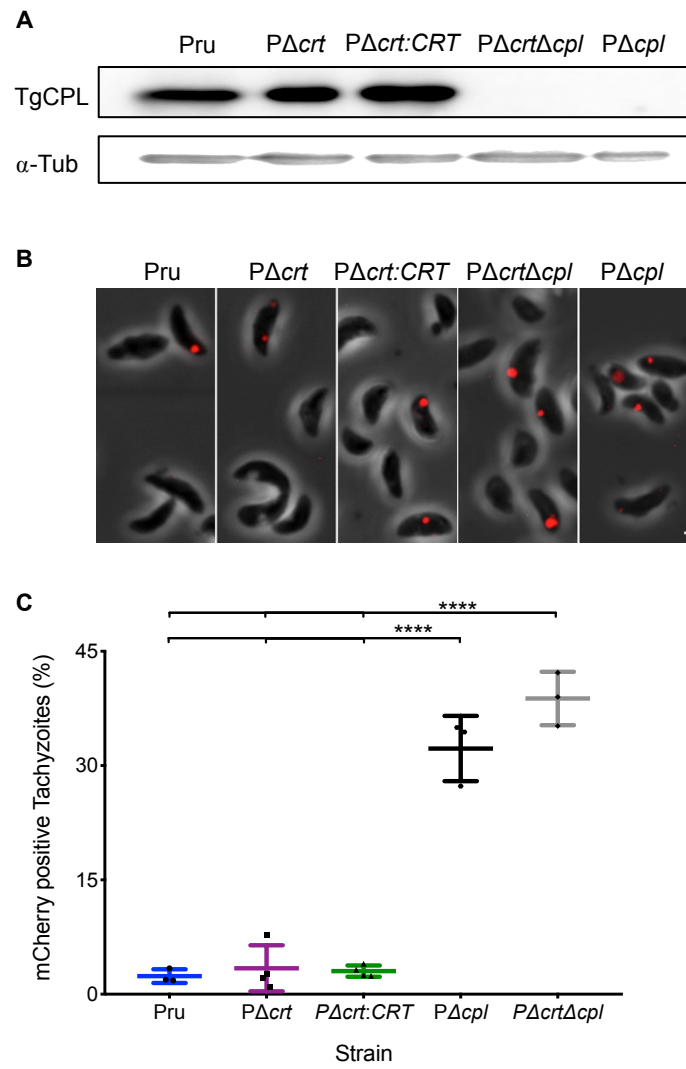 A
Pru PΔcrt PΔcrt:CRT PΔcrtΔcpl PΔcpl
TgCPL
α-Tub
B
Pru PΔcrt PΔcrt:CRT PΔcrtΔcpl PΔcpl
C
****
****
mCherry positive Tachyzoites (%)
45
30
15
0
Pru PΔcrt PΔcrt:CRT PΔcpl PΔcrtΔcpl
Strain